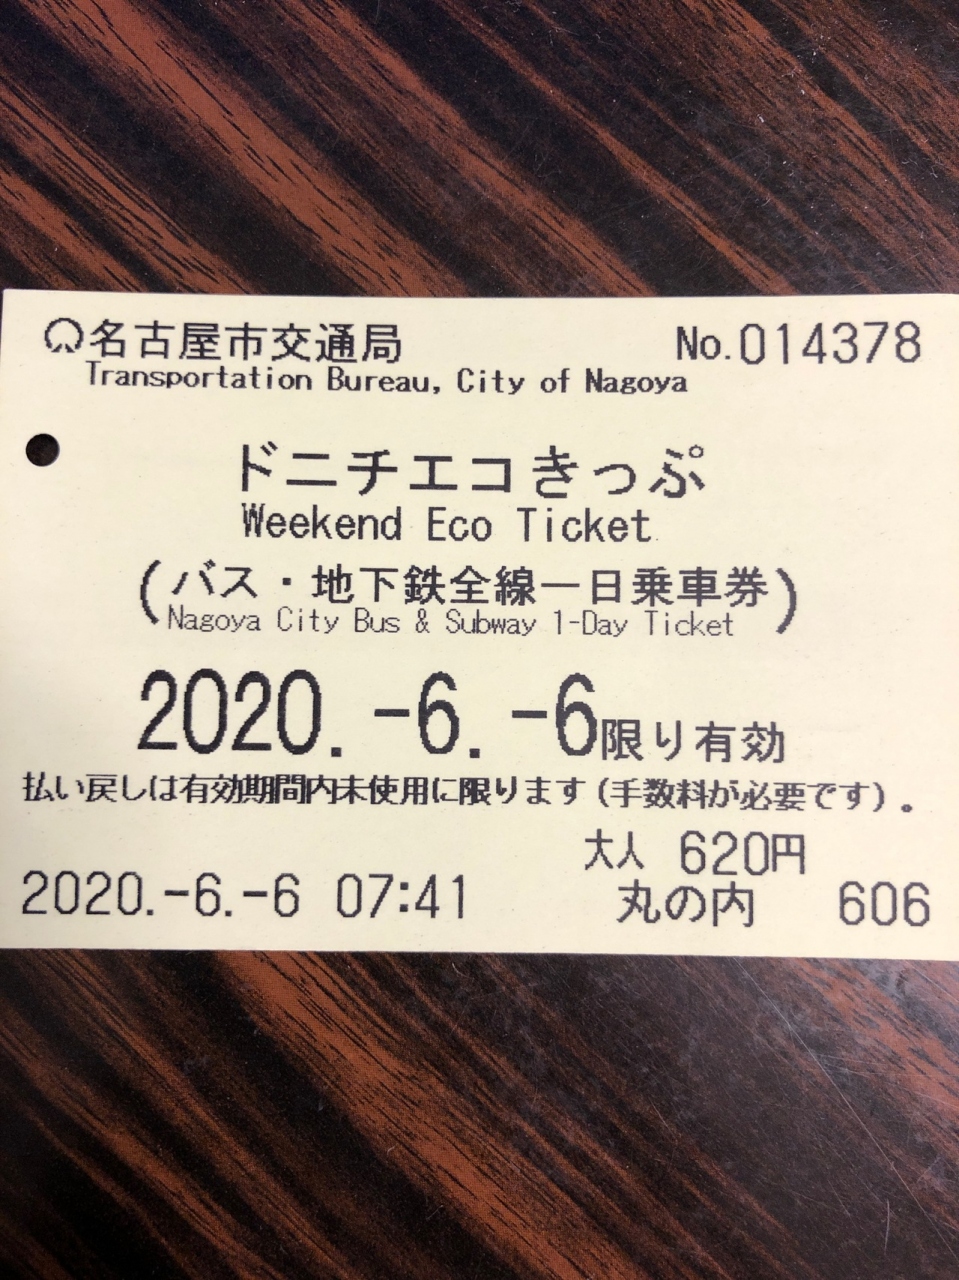 名古屋市交通局 No.014378
Transportation Bureau, City of Nagoya
ドニチエコきっぷ
Weekend Eco Ticket
(バス・地下鉄全線一日乗車券)
Nagoya City Bus & Subway 1-Day Ticket
2020.-6.-6限り有効
払い戻しは有効期間内未使用に限ります(手数料が必要です)。
大人 620円
2020.-6.-6 07:41 丸の内 606